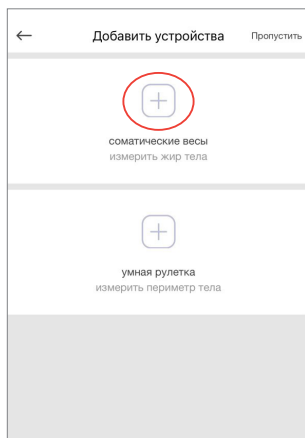 Добавить устройства Пропустить
соматические весы
измерить жир тела
умная рулетка
измерить периметр тела